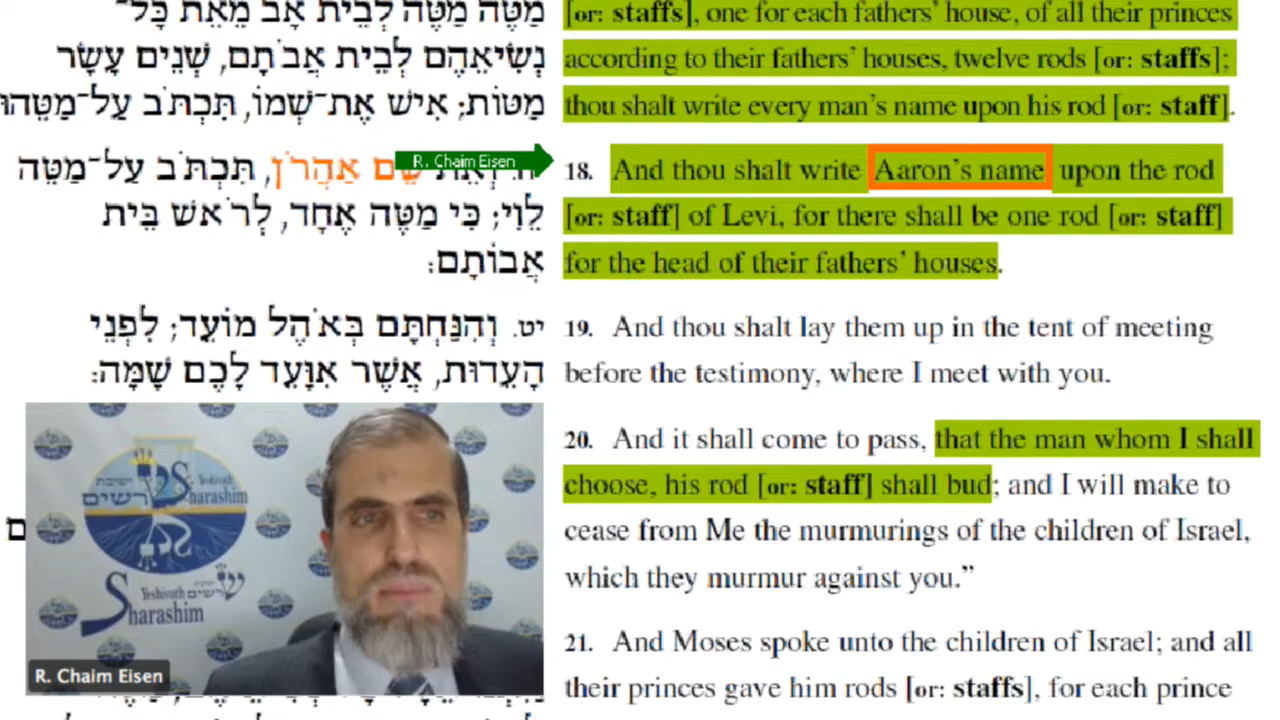 מַטֶּה מַטֶּה לְבֵית אָב מֵאֵת כָּל־
נְשִׂיאֵהֶם לְבֵית אֲבֹתָם, שְׁנֵים עָשָׂר
מַטּוֹת; אִישׁ אֶת־שְׁמוֹ, תִּכְתֹּב עַל־מַטֵּהוּ
שֵׁם אַהֲרֹן, תִּכְתֹּב עַל־מַטֵּה
לֵוִי; כִּי מַטֶּה אֶחָד, לְרֹאשׁ בֵּית
אֲבוֹתָם:
יט. וְהִנַּחְתָּם בְּאֹהֶל מוֹעֵד; לִפְנֵי
הָעֵדוּת, אֲשֶׁר אִוָּעֵד לָכֶם שָׁמָּה:
[or: staffs], one for each fathers’ house, of all their princes
according to their fathers’ houses, twelve rods [or: staffs];
thou shalt write every man’s name upon his rod [or: staff].
R. Chaim Eisen
18. And thou shalt write Aaron’s name upon the rod
[or: staff] of Levi, for there shall be one rod [or: staff]
for the head of their fathers’ houses.
19. And thou shalt lay them up in the tent of meeting
before the testimony, where I meet with you.
20. And it shall come to pass, that the man whom I shall
choose, his rod [or: staff] shall bud; and I will make to
cease from Me the murmurings of the children of Israel,
which they murmur against you.”
21. And Moses spoke unto the children of Israel; and all
their princes gave him rods [or: staffs], for each prince
ישיבת
שרשים
Yeshivath
Sharashim
Yeshivath שרשים
Sharashim
R. Chaim Eisen